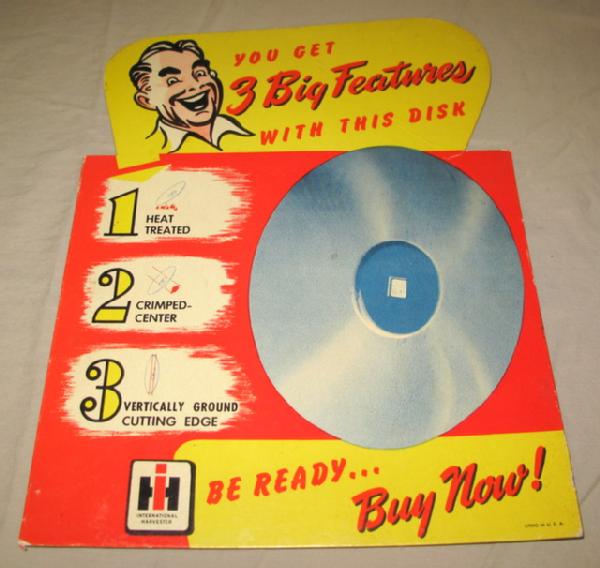 YOU GET
3 Big Features
WITH THIS DISK
1 HEAT
TREATED
2 CRIMPED-
CENTER
3 VERTICALLY GROUND
CUTTING EDGE
IH
INTERNATIONAL
HARVESTER
BE READY...
Buy Now!